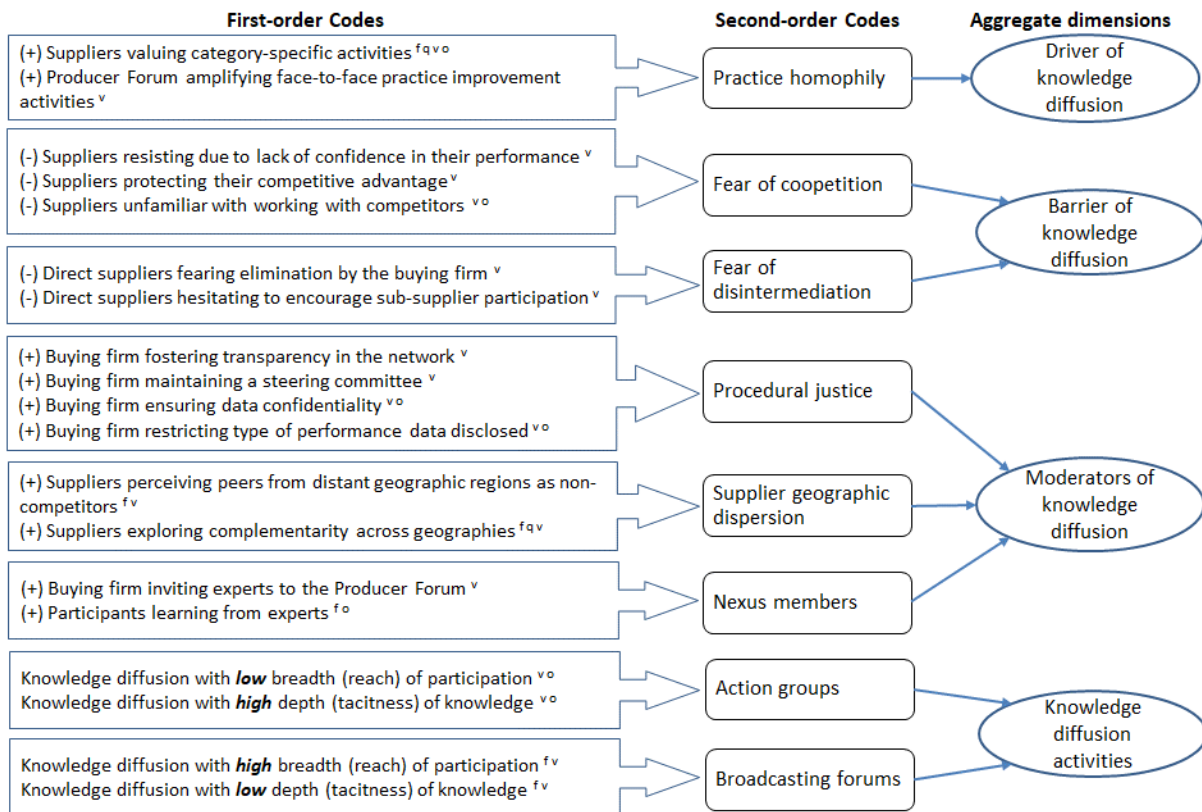 First-order Codes
Second-order Codes
Aggregate dimensions
(+) Suppliers valuing category-specific activities f q v o
(+) Producer Forum amplifying face-to-face practice improvement
activities v
Practice homophily
Driver of
knowledge
diffusion
(-) Suppliers resisting due to lack of confidence in their performance v
(-) Suppliers protecting their competitive advantage v
(-) Suppliers unfamiliar with working with competitors v o
Fear of coopetition
Barrier of
knowledge
diffusion
(-) Direct suppliers fearing elimination by the buying firm v
(-) Direct suppliers hesitating to encourage sub-supplier participation v
Fear of
disintermediation
(+) Buying firm fostering transparency in the network v
(+) Buying firm maintaining a steering committee v
(+) Buying firm ensuring data confidentiality v o
(+) Buying firm restricting type of performance data disclosed v o
Procedural justice
(+) Suppliers perceiving peers from distant geographic regions as non-
competitors f v
(+) Suppliers exploring complementarity across geographies f q v
Supplier geographic
dispersion
Moderators of
knowledge
diffusion
(+) Buying firm inviting experts to the Producer Forum v
(+) Participants learning from experts f o
Nexus members
Knowledge diffusion with low breadth (reach) of participation v o
Knowledge diffusion with high depth (tacitness) of knowledge v o
Action groups
Knowledge
diffusion
activities
Knowledge diffusion with high breadth (reach) of participation f v
Knowledge diffusion with low depth (tacitness) of knowledge f v
Broadcasting forums